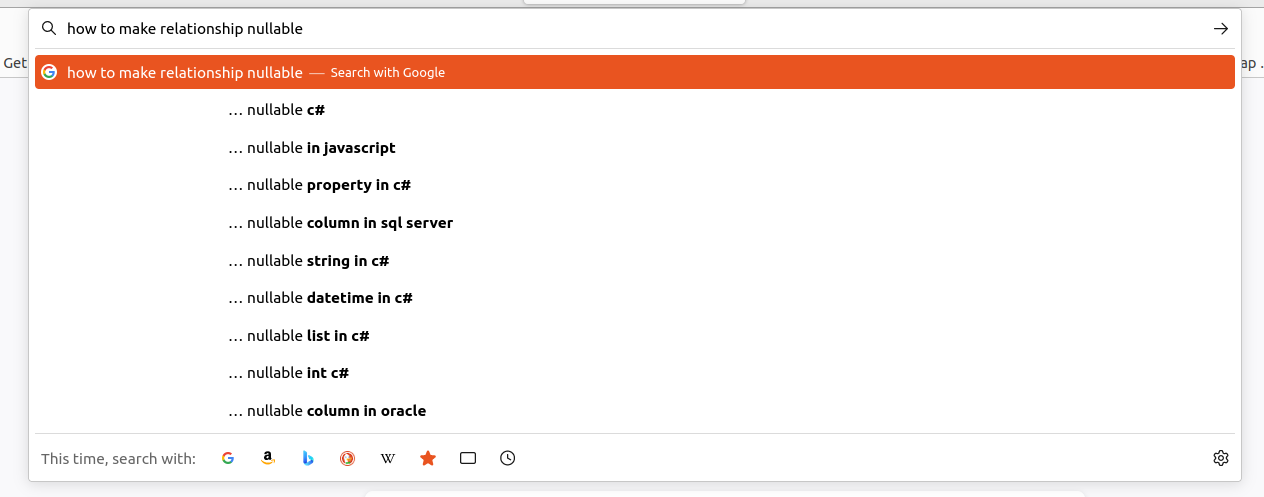 how to make relationship nullable
Get
how to make relationship nullable — Search with Google
ap .
… nullable c#
… nullable in javascript
… nullable property in c#
… nullable column in sql server
… nullable string in c#
… nullable datetime in c#
… nullable list in c#
… nullable int c#
… nullable column in oracle
This time, search with: